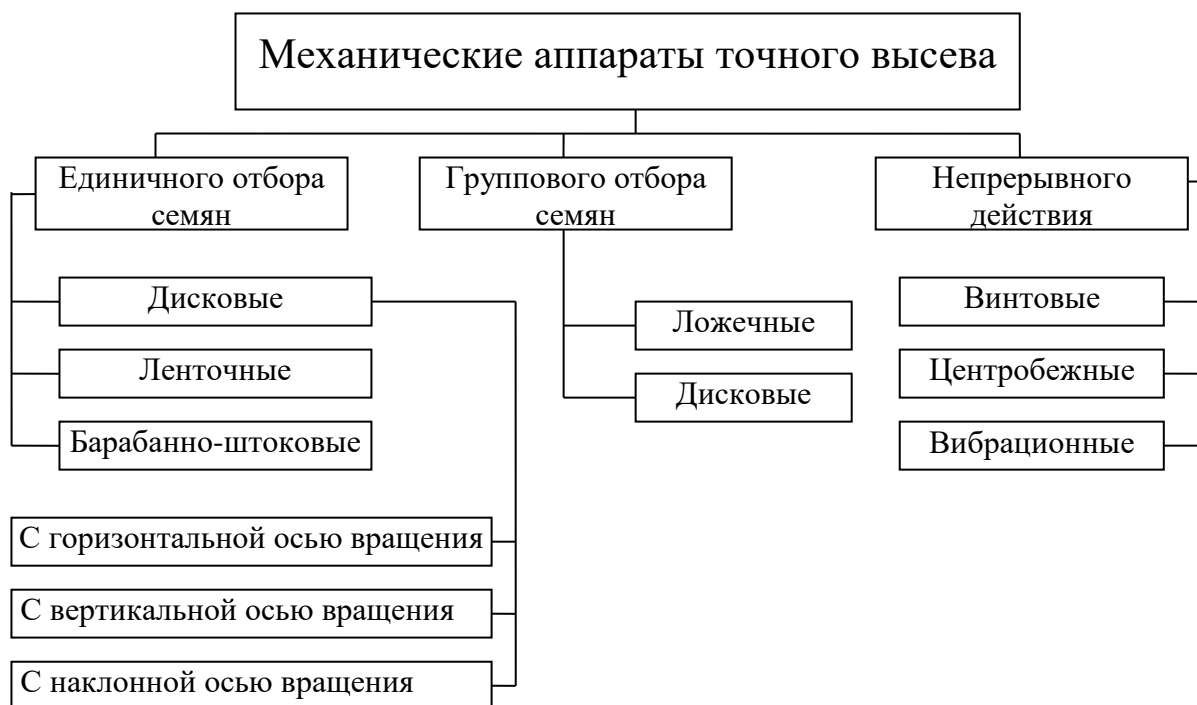 Механические аппараты точного высева
Единичного отбора
семян
Группового отбора
семян
Непрерывного
действия
Дисковые
Ленточные
Барабанно-штоковые
Ложечные
Дисковые
Винтовые
Центробежные
Вибрационные
С горизонтальной осью вращения
С вертикальной осью вращения
С наклонной осью вращения